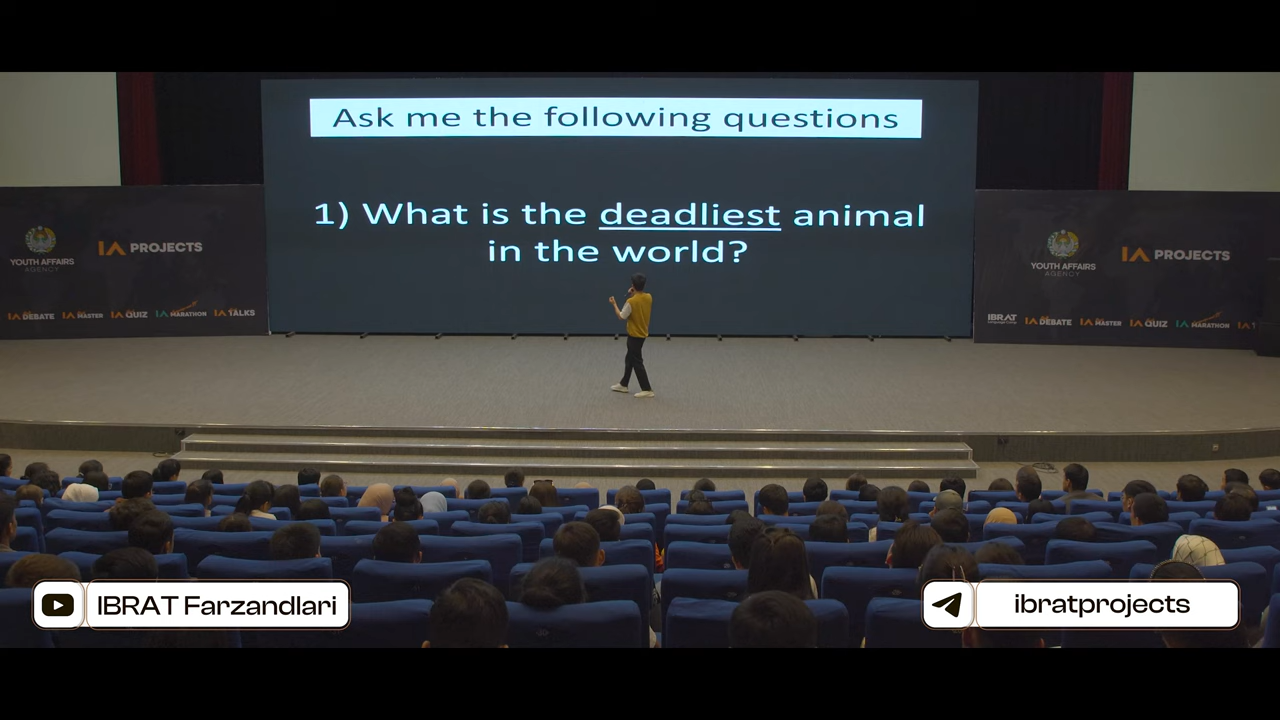 Ask me the following questions
1) What is the deadliest animal
in the world?
YOUTH AFFAIRS
AGENCY
IA PROJECTS
IA DEBATE
IA MASTER
IA QUIZ
IA MARATHON
IA TALKS
YOUTH AFFAIRS
AGENCY
IA PROJECTS
IBRAT
IA DEBATE
IA MASTER
IA QUIZ
IA MARATHON
IBRAT Farzandlari
ibratprojects